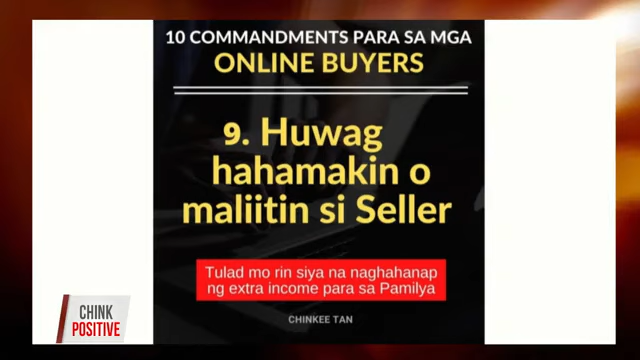 10 COMMANDMENTS PARA SA MGA
ONLINE BUYERS
9. Huwag
hahamakin o
maliitin si Seller
Tulad mo rin siya na naghahanap
ng extra income para sa Pamilya
CHINKEE TAN
CHINK
POSITIVE